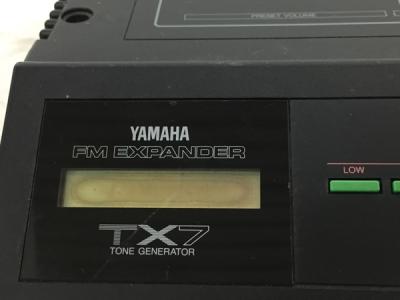 PRESET VOLUME
YAMAHA
FM EXPANDER
LOW
TX7
TONE GENERATOR